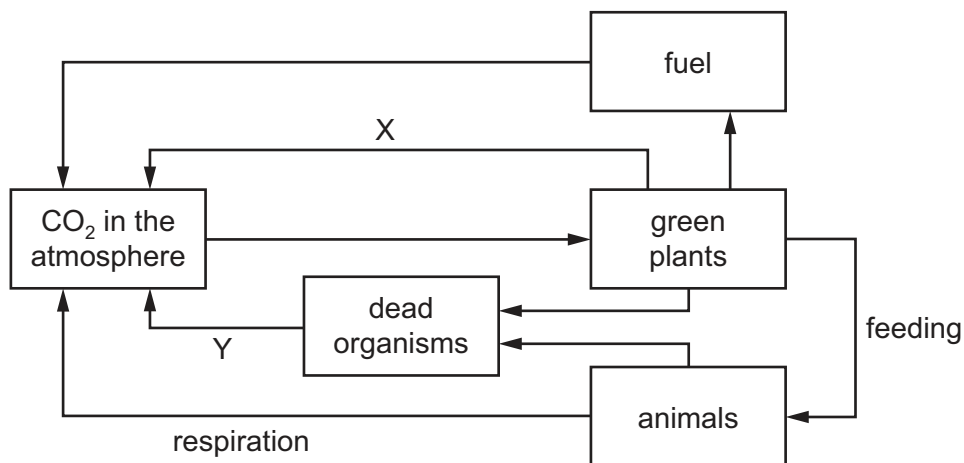 fuel
X
CO₂ in the
atmosphere
green
plants
dead
organisms
feeding
Y
animals
respiration